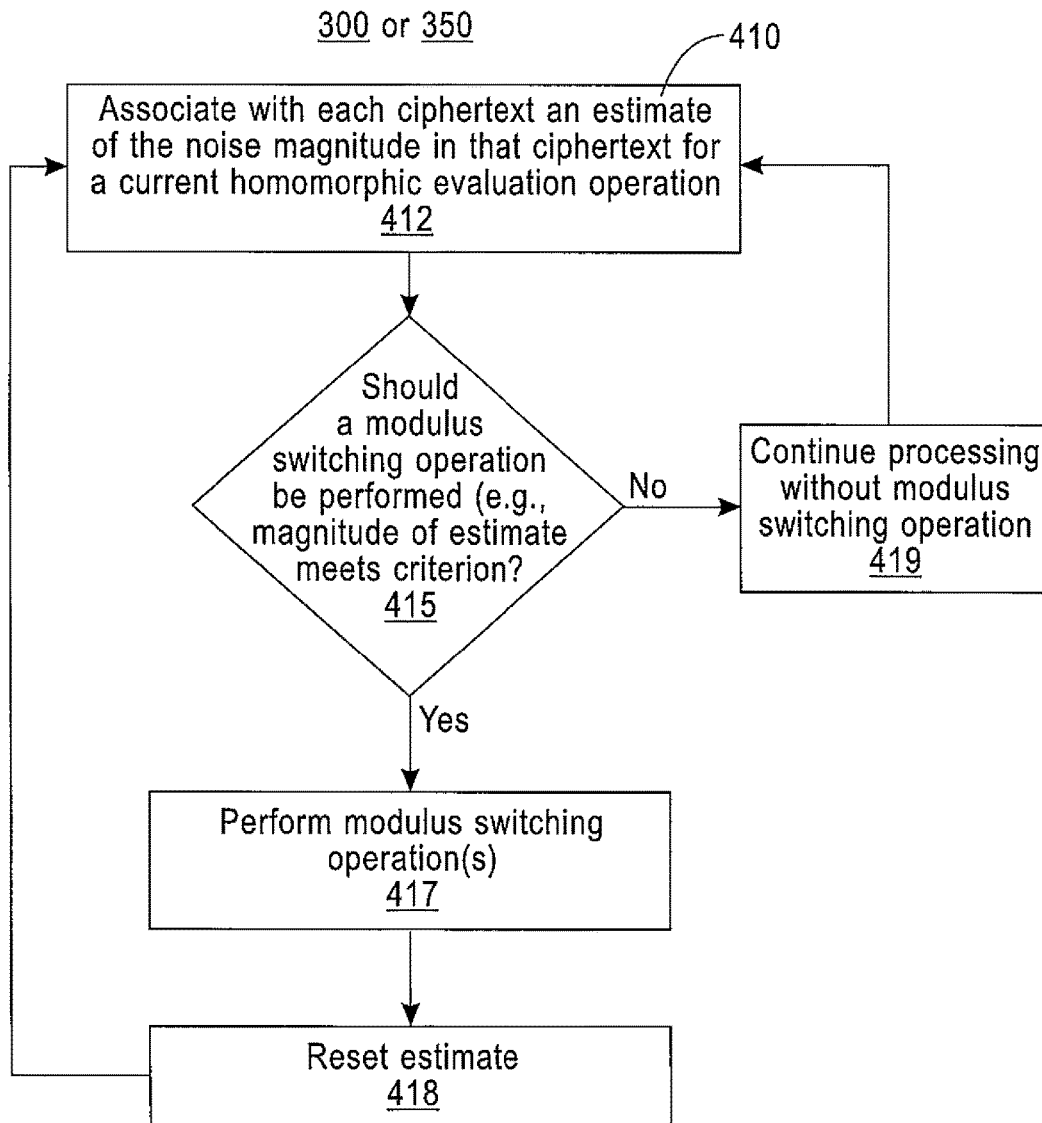 300 or 350
410
Associate with each ciphertext an estimate
of the noise magnitude in that ciphertext for
a current homomorphic evaluation operation
412
Should
a modulus
switching operation
be performed (e.g.,
magnitude of estimate
meets criterion?
415
No
Continue processing
without modulus
switching operation
419
Yes
Perform modulus switching
operation(s)
417
Reset estimate
418